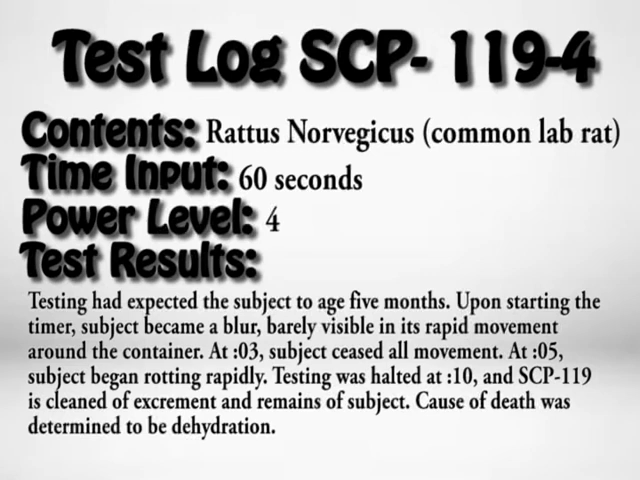 Test Log SCP- 119-4
Contents: Rattus Norvegicus (common lab rat)
Time Input: 60 seconds
Power Level: 4
Test Results:
Testing had expected the subject to age five months. Upon starting the
timer, subject became a blur, barely visible in its rapid movement
around the container. At :03, subject ceased all movement. At :05,
subject began rotting rapidly. Testing was halted at :10, and SCP-119
is cleaned of excrement and remains of subject. Cause of death was
determined to be dehydration.